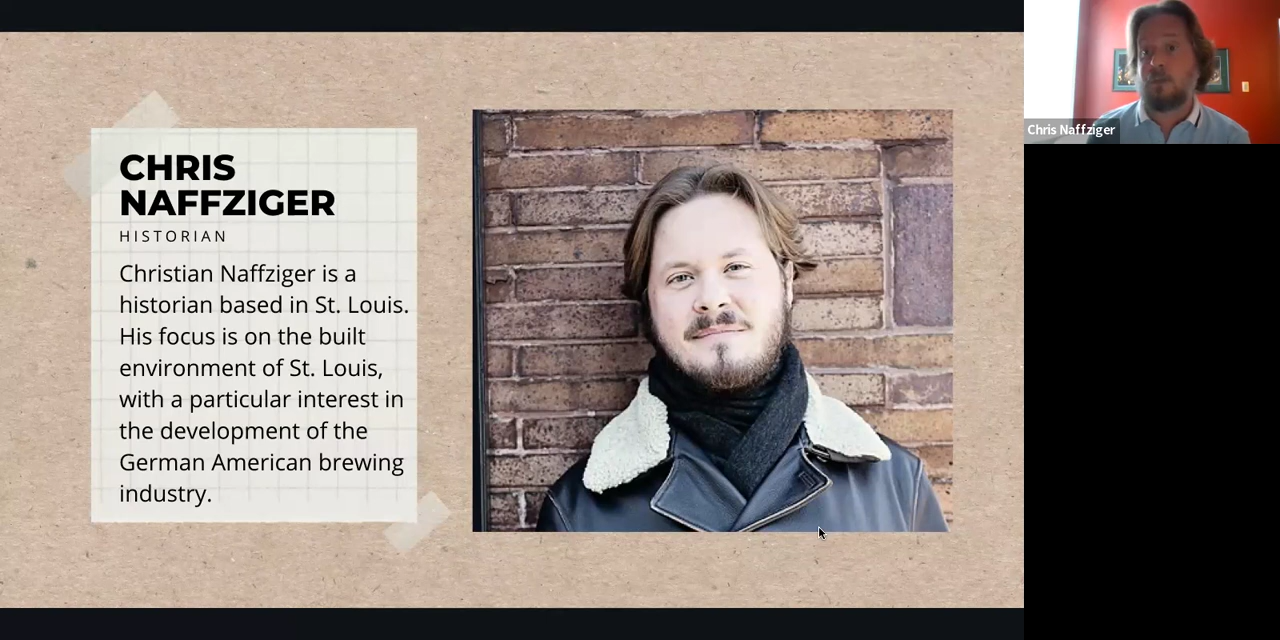 CHRIS
NAFFZIGER
HISTORIAN
Christian Naffziger is a
historian based in St. Louis.
His focus is on the built
environment of St. Louis,
with a particular interest in
the development of the
German American brewing
industry.
Chris Naffziger